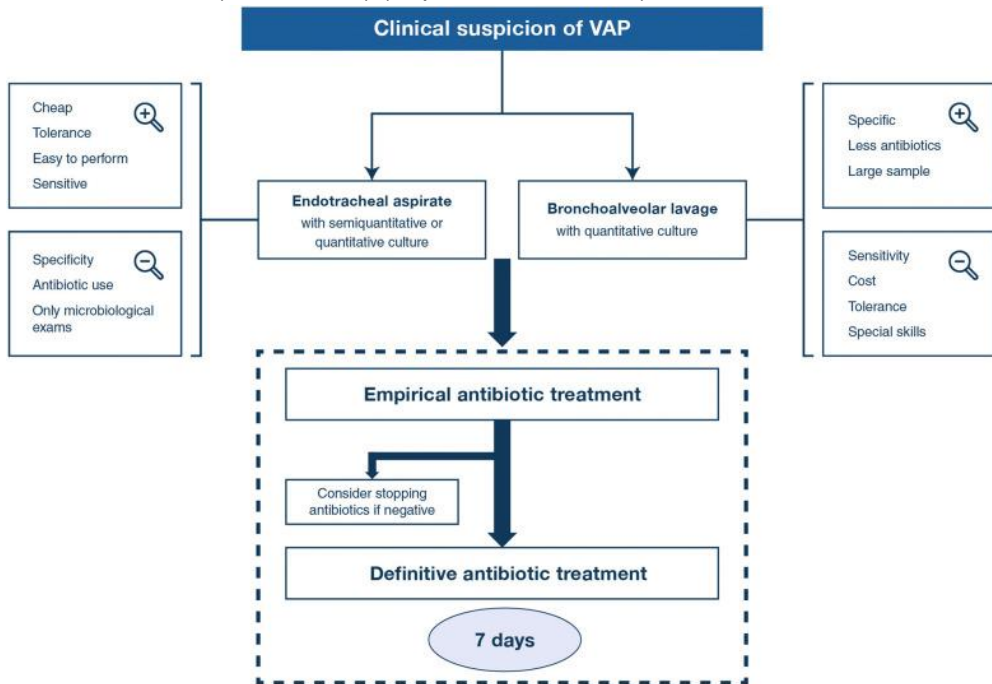 Clinical suspicion of VAP
Cheap
Tolerance
Easy to perform
Sensitive
Specificity
Antibiotic use
Only microbiological
exams
Endotracheal aspirate
with semiquantitative or
quantitative culture
Bronchoalveolar lavage
with quantitative culture
Specific
Less antibiotics
Large sample
Sensitivity
Cost
Tolerance
Special skills
Empirical antibiotic treatment
Consider stopping
antibiotics if negative
Definitive antibiotic treatment
7 days